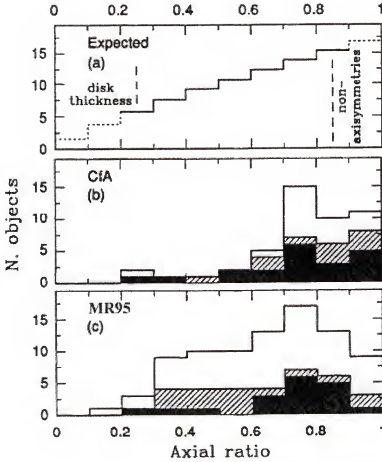 0 0.2 0.4 0.6 0.8 1
15
10
5
0
Expected
(a)
disk
thickness
non-
axisymmetries
15
10
5
0
CfA
(b)
N. objects
15
10
5
0
MR95
(c)
0 0.2 0.4 0.6 0.8 1
Axial ratio